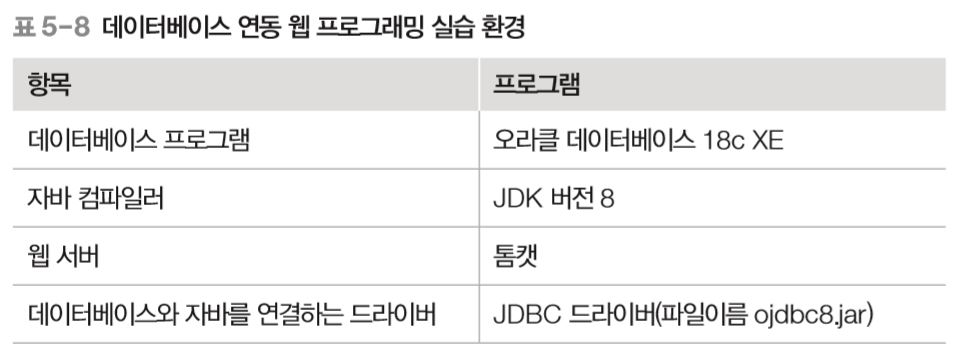 표 5-8 데이터베이스 연동 웹 프로그래밍 실습 환경
항목 프로그램
데이터베이스 프로그램 오라클 데이터베이스 18c XE
자바 컴파일러 JDK 버전 8
웹 서버 톰캣
데이터베이스와 자바를 연결하는 드라이버 JDBC 드라이버(파일이름 ojdbc8.jar)